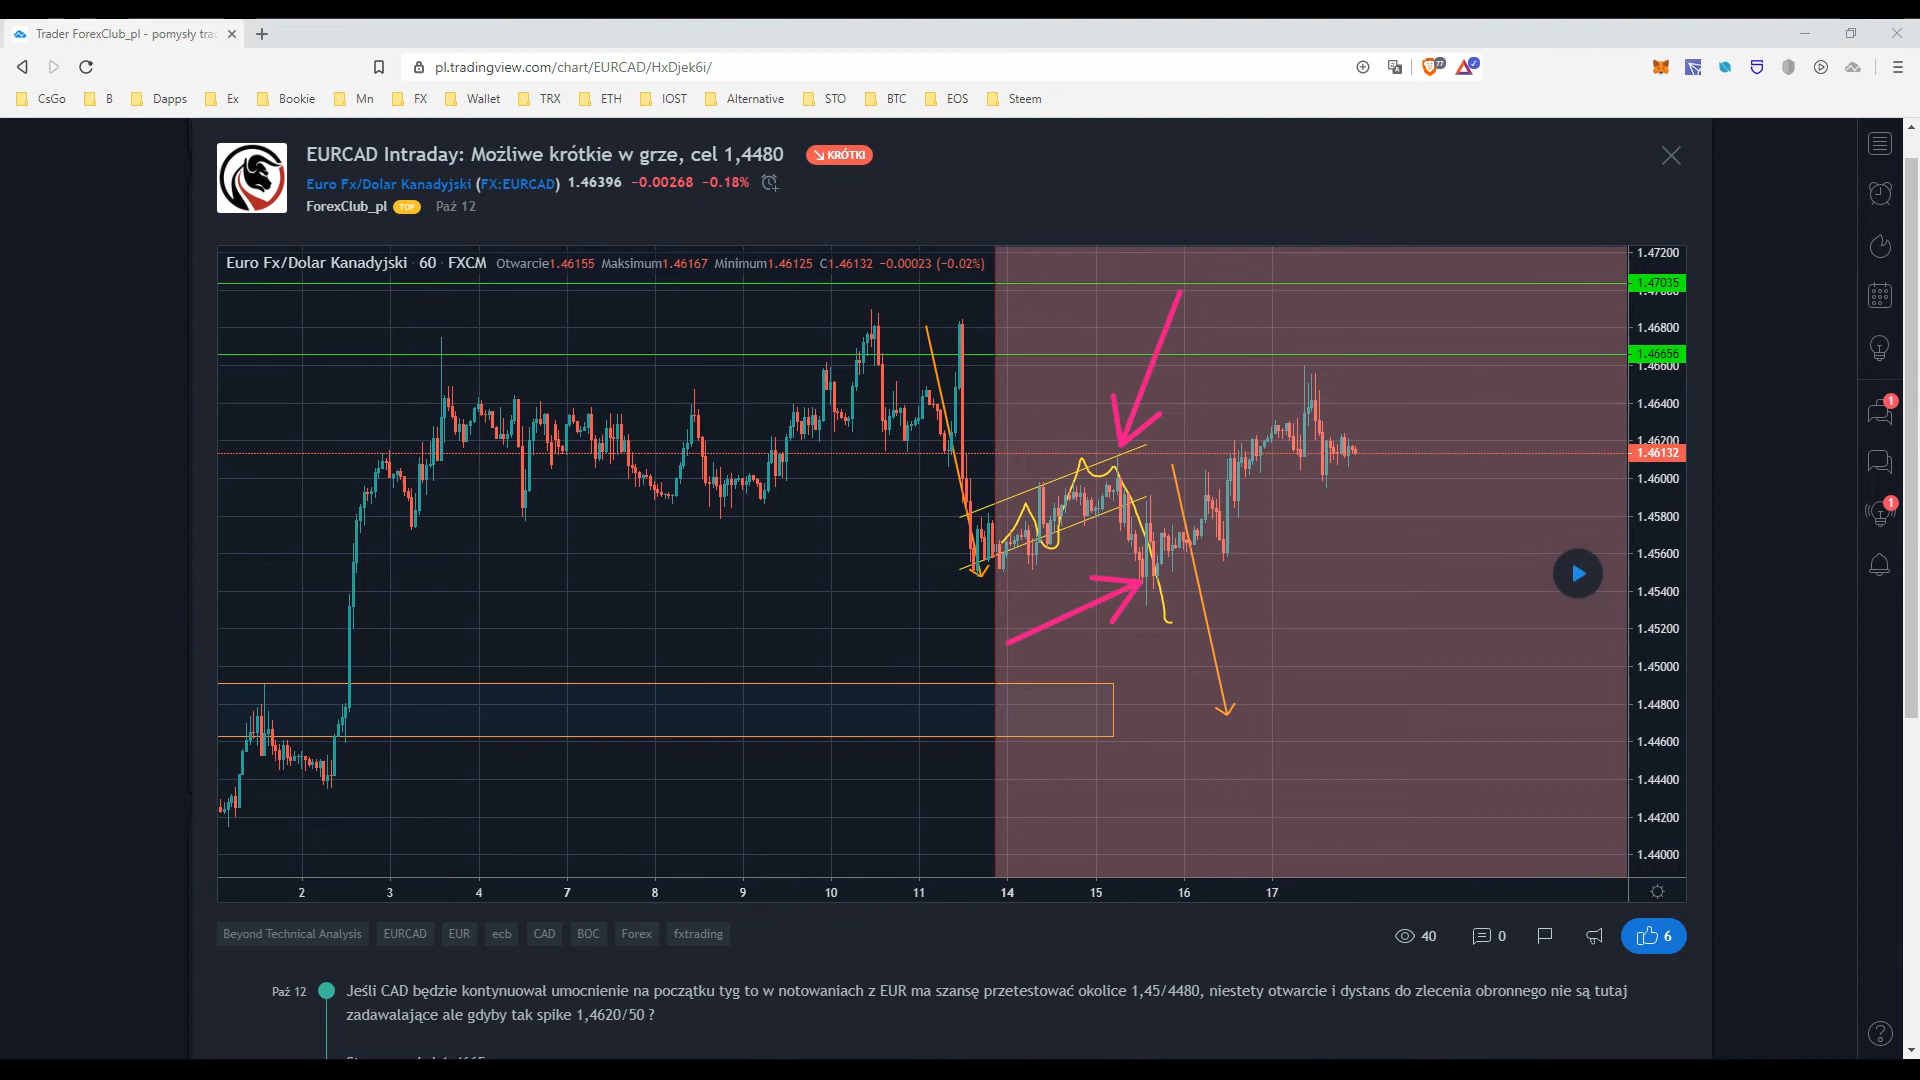 Trader ForexClub_pl - pomysły trac
pl.tradingview.com/chart/EURCAD/HxDjek6i/
77
CsGo B Dapps Ex Bookie Mn FX Wallet TRX ETH IOST Alternative STO BTC EOS Steem
EURCAD Intraday: Możliwe krótkie w grze, cel 1,4480 KRÓTKI
Euro Fx/Dolar Kanadyjski (FX:EURCAD) 1.46396 −0.00268 −0.18%
ForexClub_pl TOP Paź 12
Euro Fx/Dolar Kanadyjski 60 FXCM Otwarcie1.46155 Maksimum1.46167 Minimum1.46125 C1.46132 −0.00023 (−0.02%)
1.47200
1.47035
1.47000
1.46800
1.46656
1.46600
1.46400
1.46200
1.46132
1.46000
1.45800
1.45600
1.45400
1.45200
1.45000
1.44800
1.44600
1.44400
1.44200
1.44000
2 3 4 7 8 9 10 11 14 15 16 17
1
1
Beyond Technical Analysis EURCAD EUR ecb CAD BOC Forex fxtrading
40 0 6
Paź 12 Jeśli CAD będzie kontynuował umocnienie na początku tyg to w notowaniach z EUR ma szansę przetestować okolice 1,45/4480, niestety otwarcie i dystans do zlecenia obronnego nie są tutaj
zadawalające ale gdyby tak spike 1,4620/50 ?